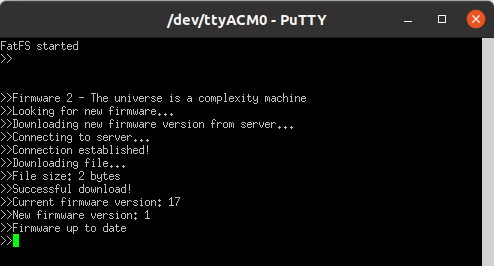 /dev/ttyACM0 - PuTTY
FatFS started
>>
>>Firmware 2 - The universe is a complexity machine
>>Looking for new firmware...
>>Downloading new firmware version from server...
>>Connecting to server...
>>Connection established!
>>Downloading file...
>>File size: 2 bytes
>>Successful download!
>>Current firmware version: 17
>>New firmware version: 1
>>Firmware up to date
>>